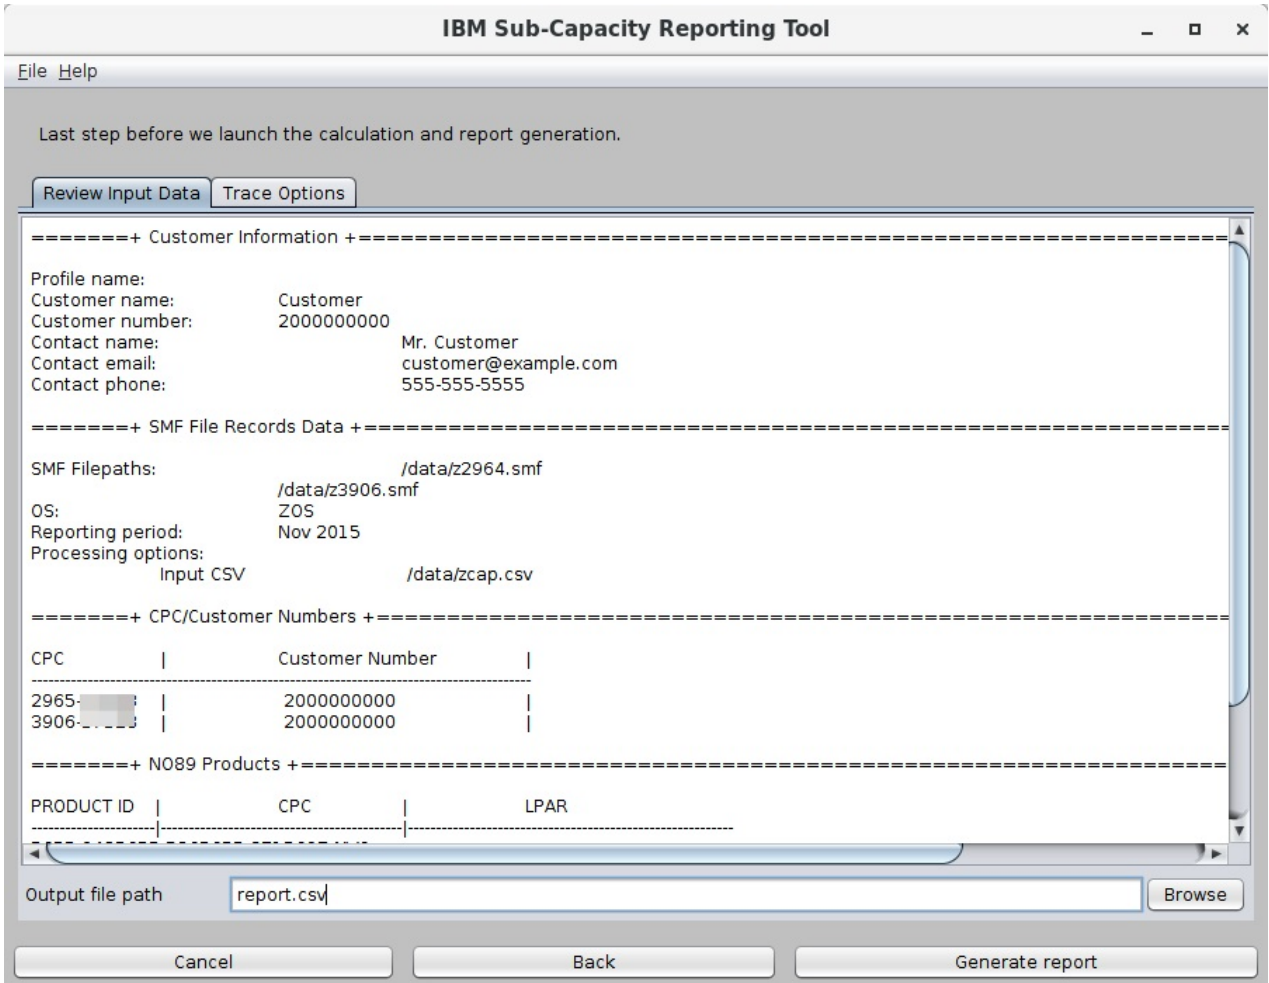 IBM Sub-Capacity Reporting Tool
File Help
Last step before we launch the calculation and report generation.
Review Input Data Trace Options
=======+ Customer Information +==============================================================
Profile name:
Customer name: Customer
Customer number: 2000000000
Contact name: Mr. Customer
Contact email: customer@example.com
Contact phone: 555-555-5555
=======+ SMF File Records Data +=============================================================
SMF Filepaths: /data/z2964.smf
/data/z3906.smf
OS: ZOS
Reporting period: Nov 2015
Processing options:
Input CSV /data/zcap.csv
=======+ CPC/Customer Numbers +============================================================
CPC | Customer Number |
-----------------------------------------------------------------------------------------
2965- | 2000000000 |
3906- | 2000000000 |
=======+ NO89 Products +==================================================================
PRODUCT ID | CPC | LPAR
----------------------|-------------------------------------------|----------------------------------------------------------
Output file path report.csv Browse
Cancel Back Generate report